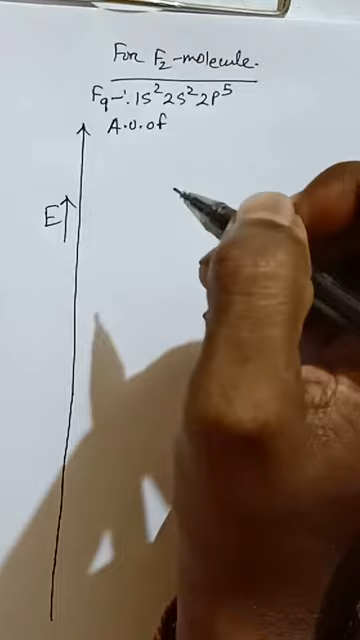 For F₂-molecule.
F₉-:. 1S² 2S² 2P⁵
A.O.of
E